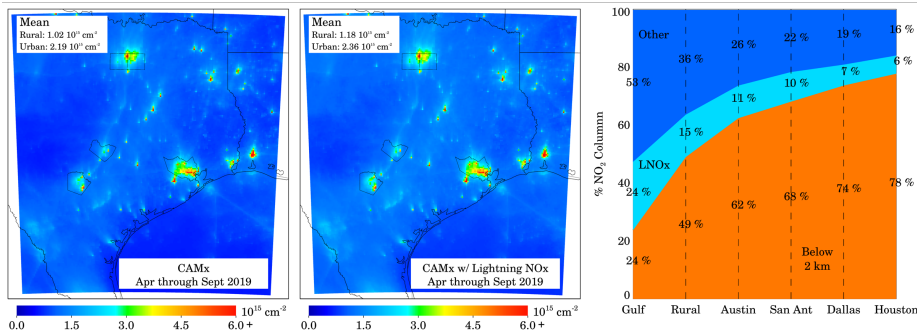 Mean
Rural: 1.02 10¹⁵ cm⁻²
Urban: 2.19 10¹⁵ cm⁻²
CAMx
Apr through Sept 2019
0.0 1.5 3.0 4.5 6.0 + 10¹⁵ cm⁻²
Mean
Rural: 1.18 10¹⁵ cm⁻²
Urban: 2.36 10¹⁵ cm⁻²
CAMx w/ Lightning NOx
Apr through Sept 2019
0.0 1.5 3.0 4.5 6.0 + 10¹⁵ cm⁻²
% NO₂ Columnn
100
80
60
40
20
0
Other
53 % 36 % 26 % 22 % 19 % 16 %
LNOx
24 % 15 % 11 % 10 % 7 % 6 %
24 % 49 % 62 % 68 % 74 % 78 %
Below
2 km
Gulf Rural Austin San Ant Dallas Houston